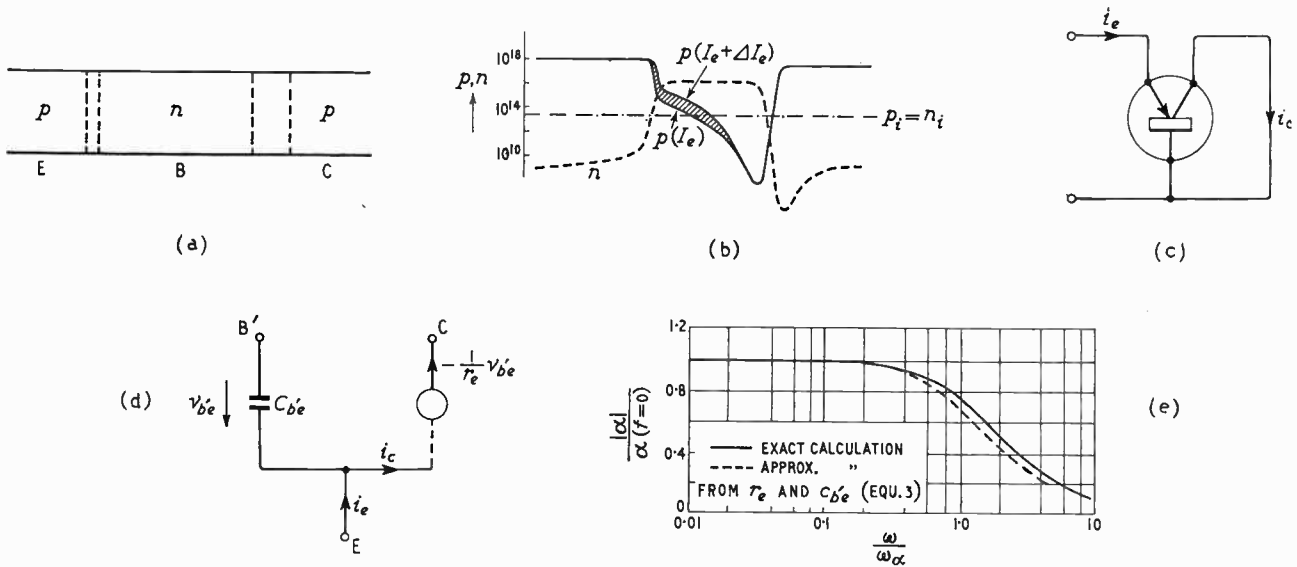 p
n
p
E
B
C
(a)
p,n
10^18
10^14
10^10
p(I_e+ΔI_e)
p(I_e)
n
p_i=n_i
(b)
i_e
i_c
(c)
(d)
B′
C
-1/r_e v_b′e
v_b′e
C_b′e
i_c
i_e
E
(e)
|α|/α(f=0)
1·2
1·0
0·8
0·4
0
EXACT CALCULATION
APPROX. "
FROM r_e AND C_b′e (EQU.3)
0·01
0·1
1·0
10
ω/ω_α